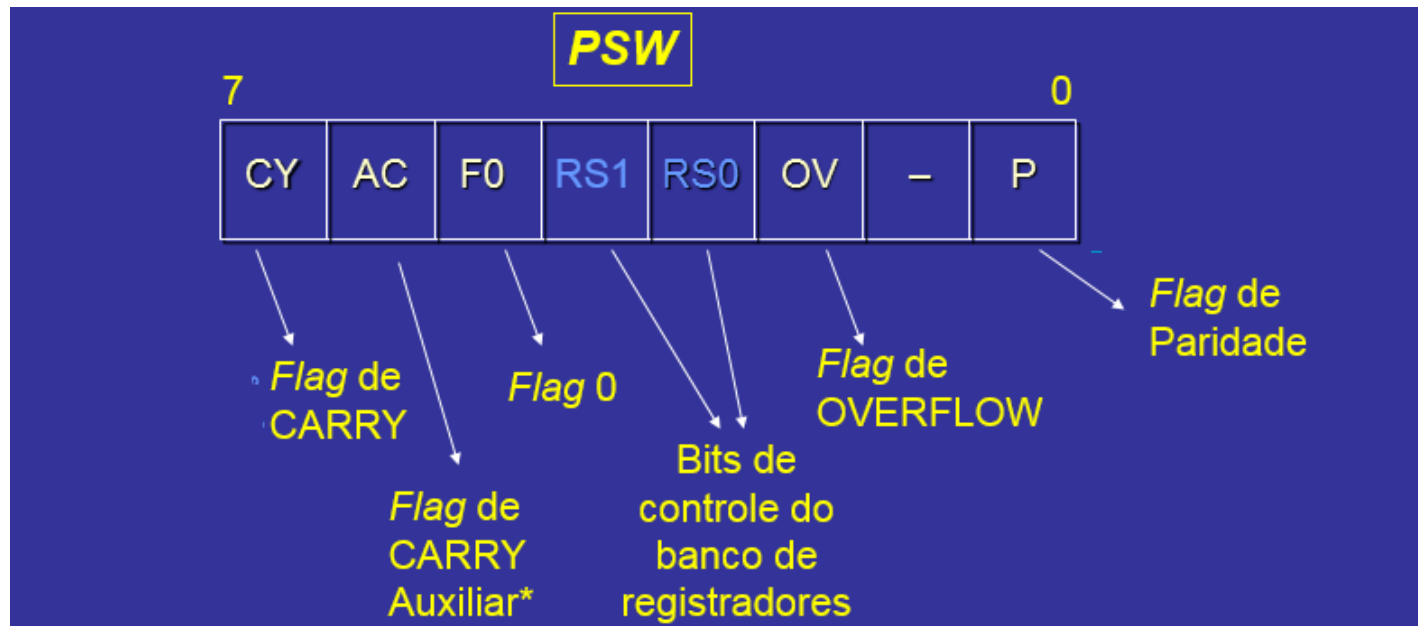 PSW
7 0
CY AC F0 RS1 RS0 OV – P
Flag de
CARRY
Flag de
CARRY
Auxiliar*
Flag 0
Bits de
controle do
banco de
registradores
Flag de
OVERFLOW
Flag de
Paridade